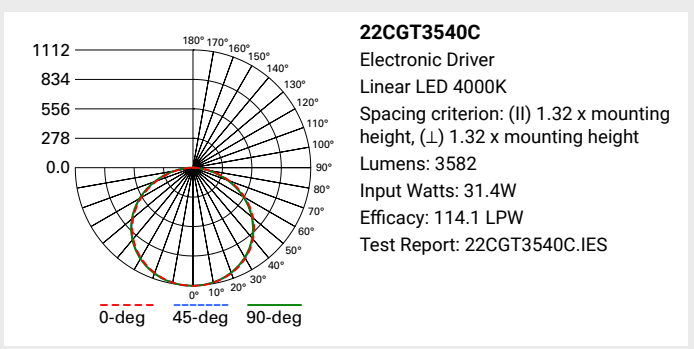 1112
834
556
278
0.0
180°
170°
160°
150°
140°
130°
120°
110°
100°
90°
80°
70°
60°
50°
40°
30°
20°
10°
0°
0-deg 45-deg 90-deg
22CGT3540C
Electronic Driver
Linear LED 4000K
Spacing criterion: (II) 1.32 x mounting
height, (⊥) 1.32 x mounting height
Lumens: 3582
Input Watts: 31.4W
Efficacy: 114.1 LPW
Test Report: 22CGT3540C.IES